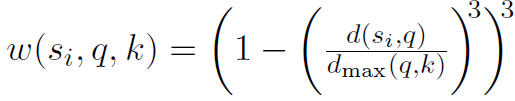 w(s_i, q, k) = \left(1 - \left(\frac{d(s_i,q)}{d_{\max}(q,k)}\right)^3\right)^3